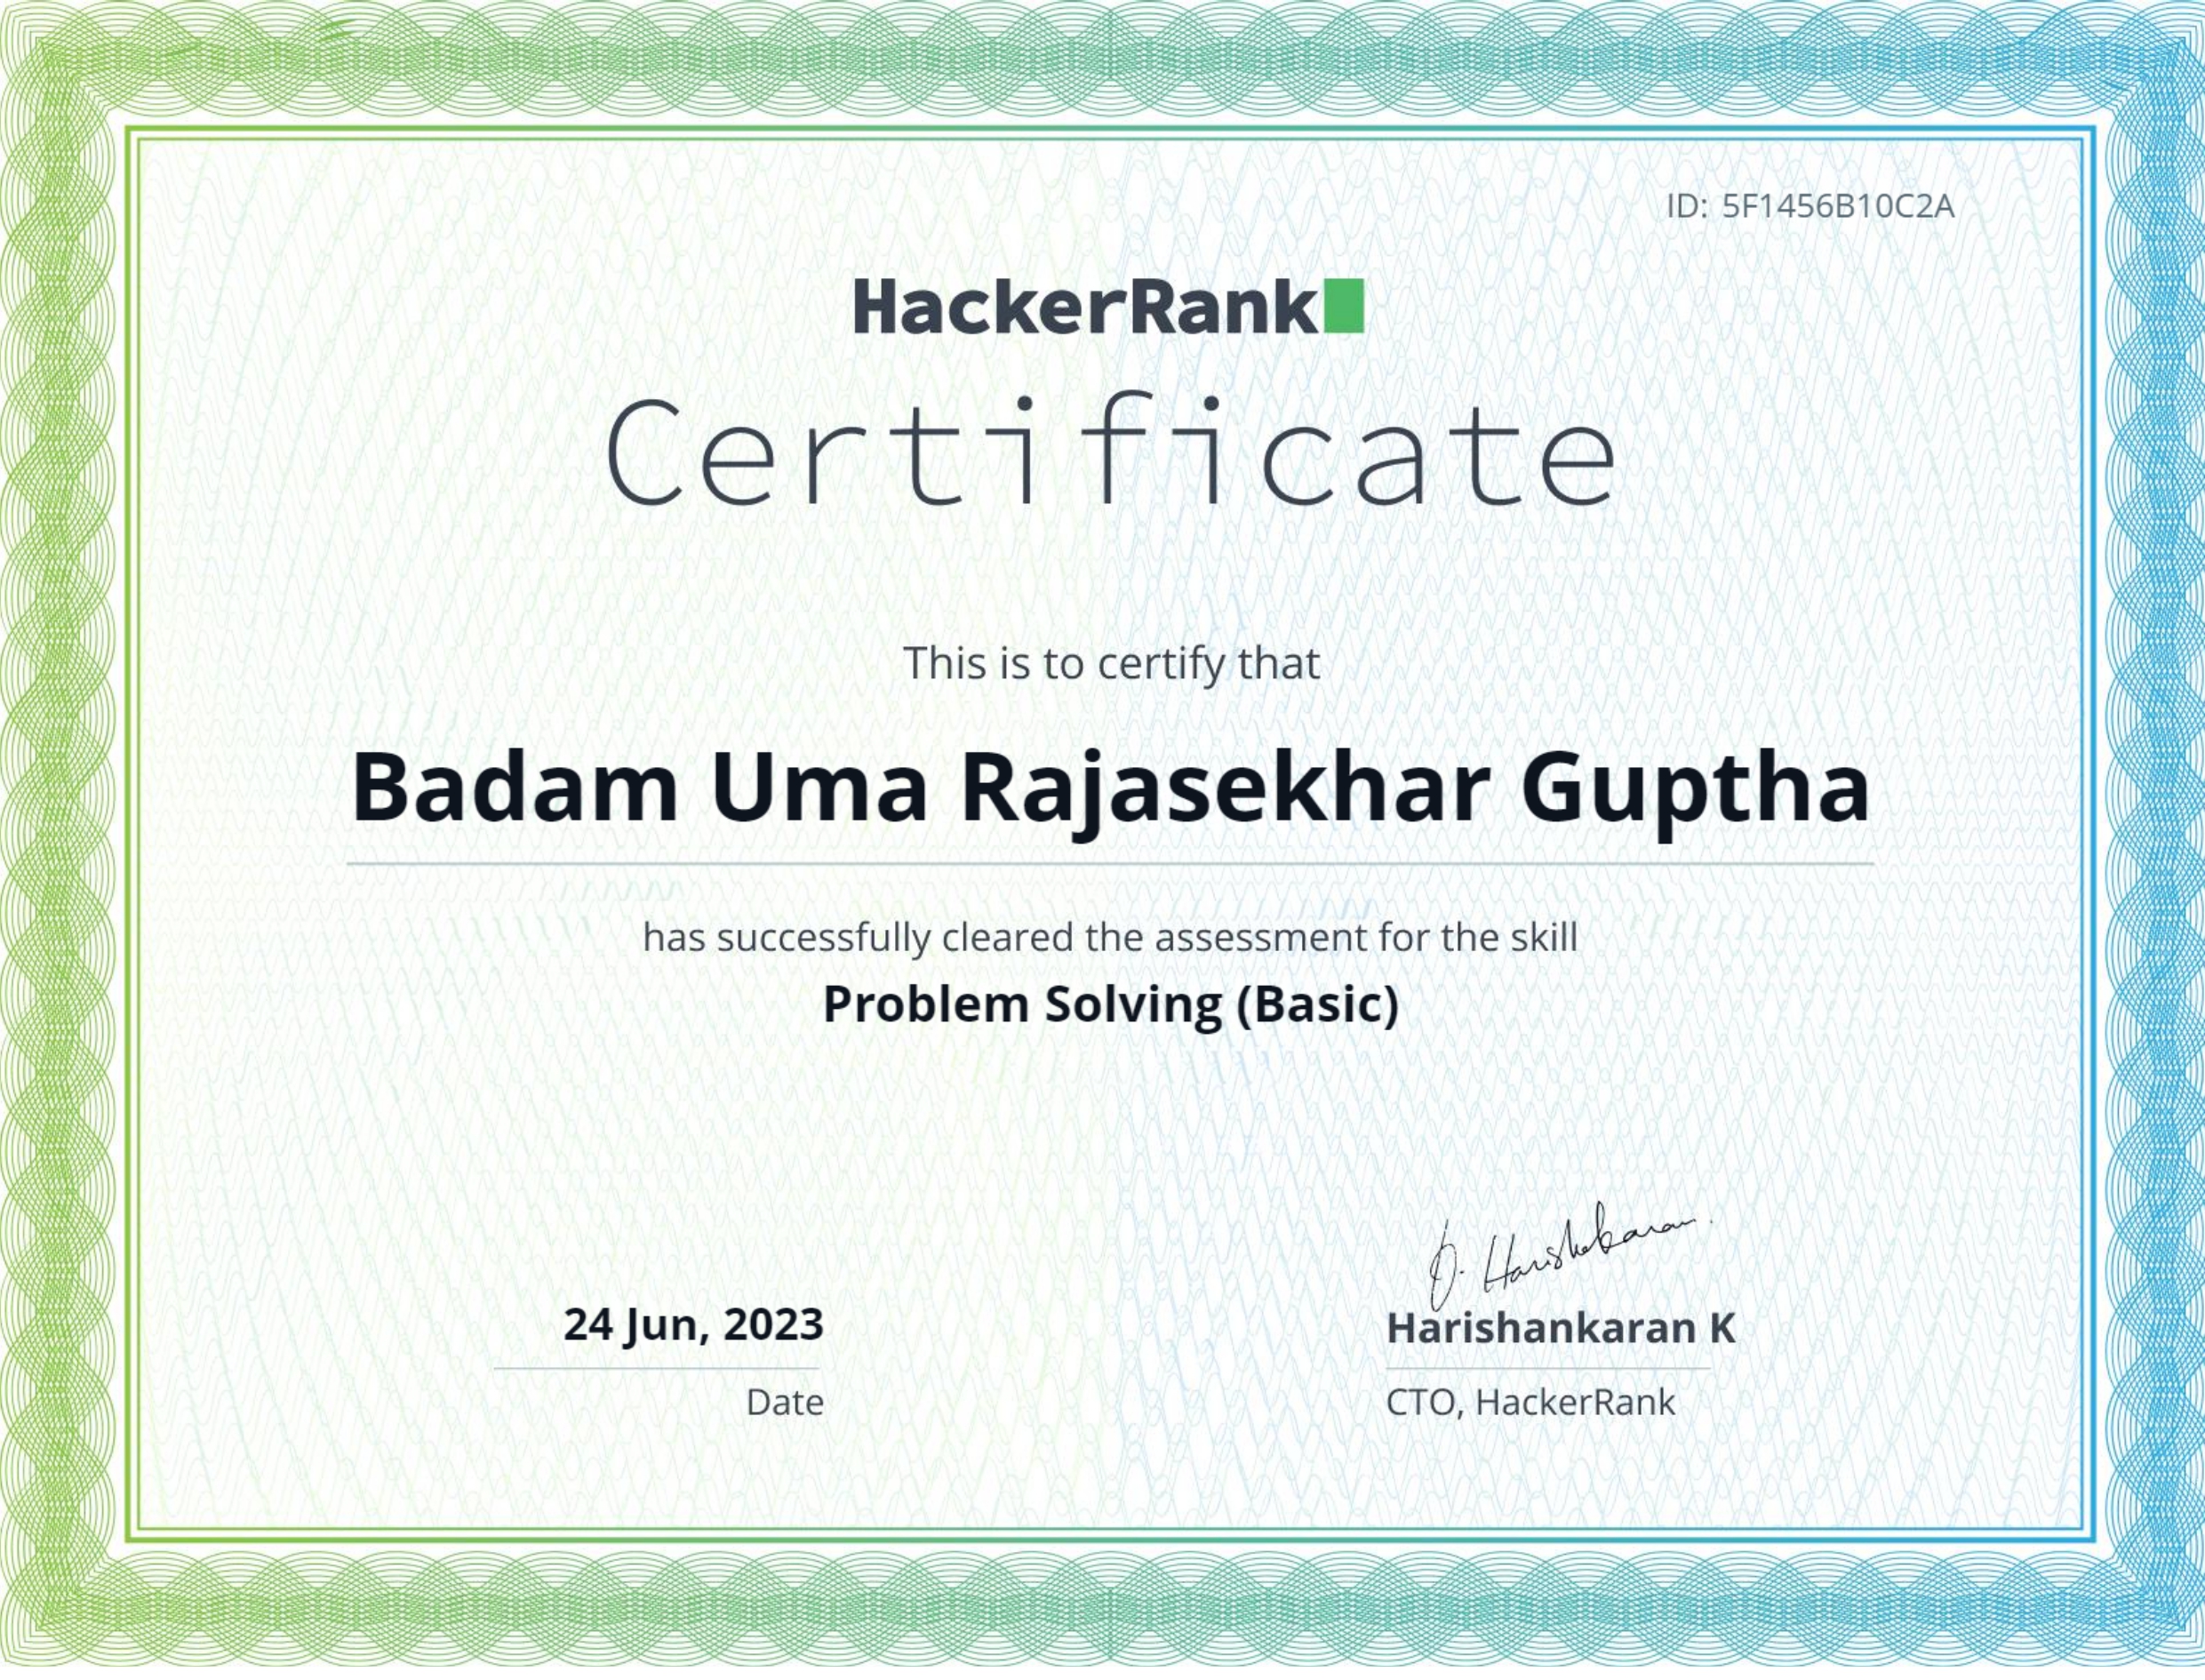 ID: 5F1456B10C2A
HackerRank
Certificate
This is to certify that
Badam Uma Rajasekhar Guptha
has successfully cleared the assessment for the skill
Problem Solving (Basic)
24 Jun, 2023
Date
Harishankaran
Harishankaran K
CTO, HackerRank